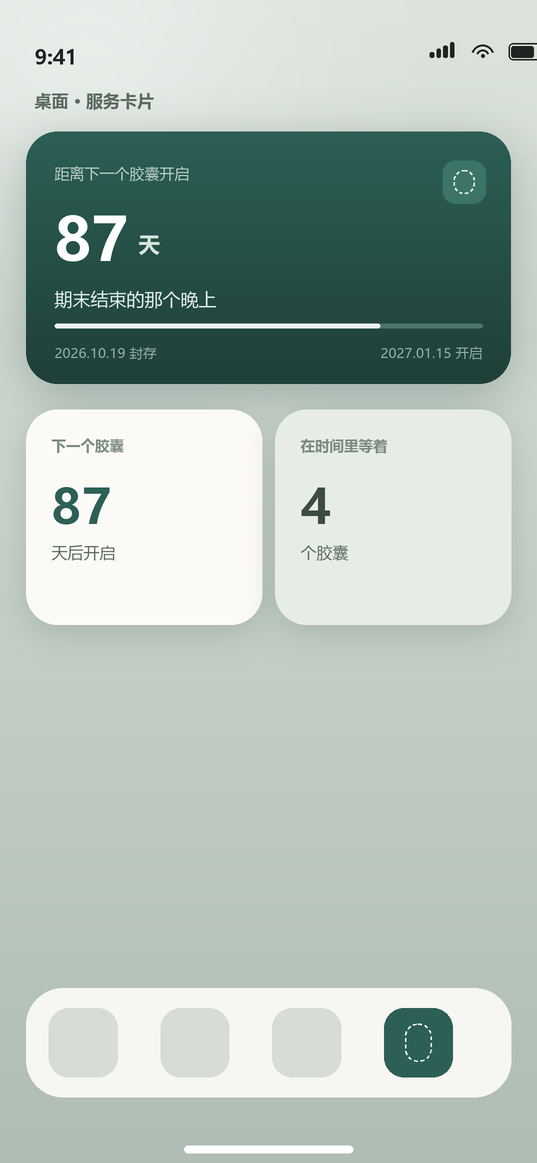 9:41
桌面 • 服务卡片
距离下一个胶囊开启
87 天
期末结束的那个晚上
2026.10.19 封存
2027.01.15 开启
下一个胶囊
87
天后开启
在时间里等着
4
个胶囊